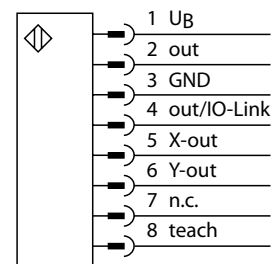 1 UB
2 out
3 GND
4 out/IO-Link
5 X-out
6 Y-out
7 n.c.
8 teach